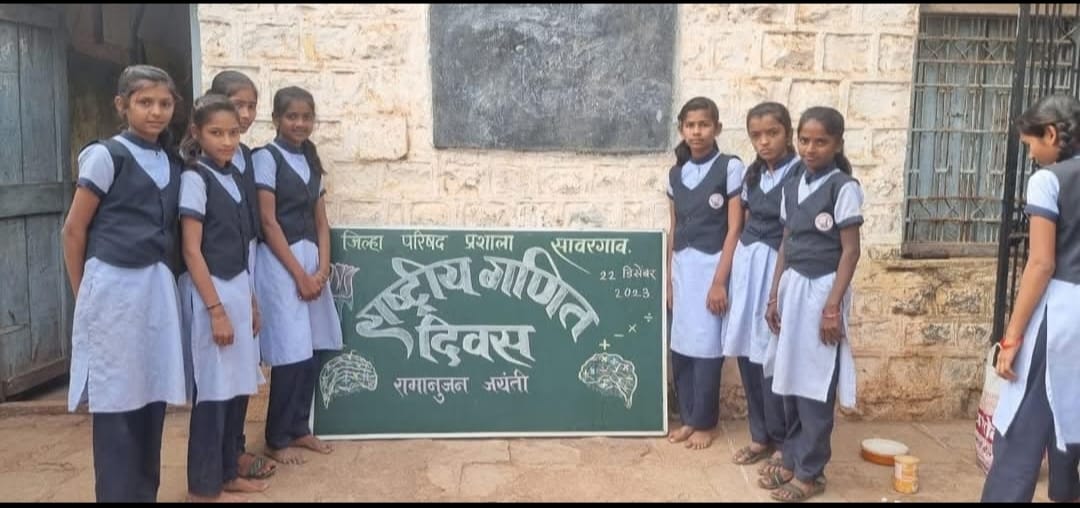 जिल्हा परिषद प्रशाला सावरगाव.
राष्ट्रीय गणित
दिवस
22 डिसेंबर
2023
+ − × ÷
रामानुजन जयंती